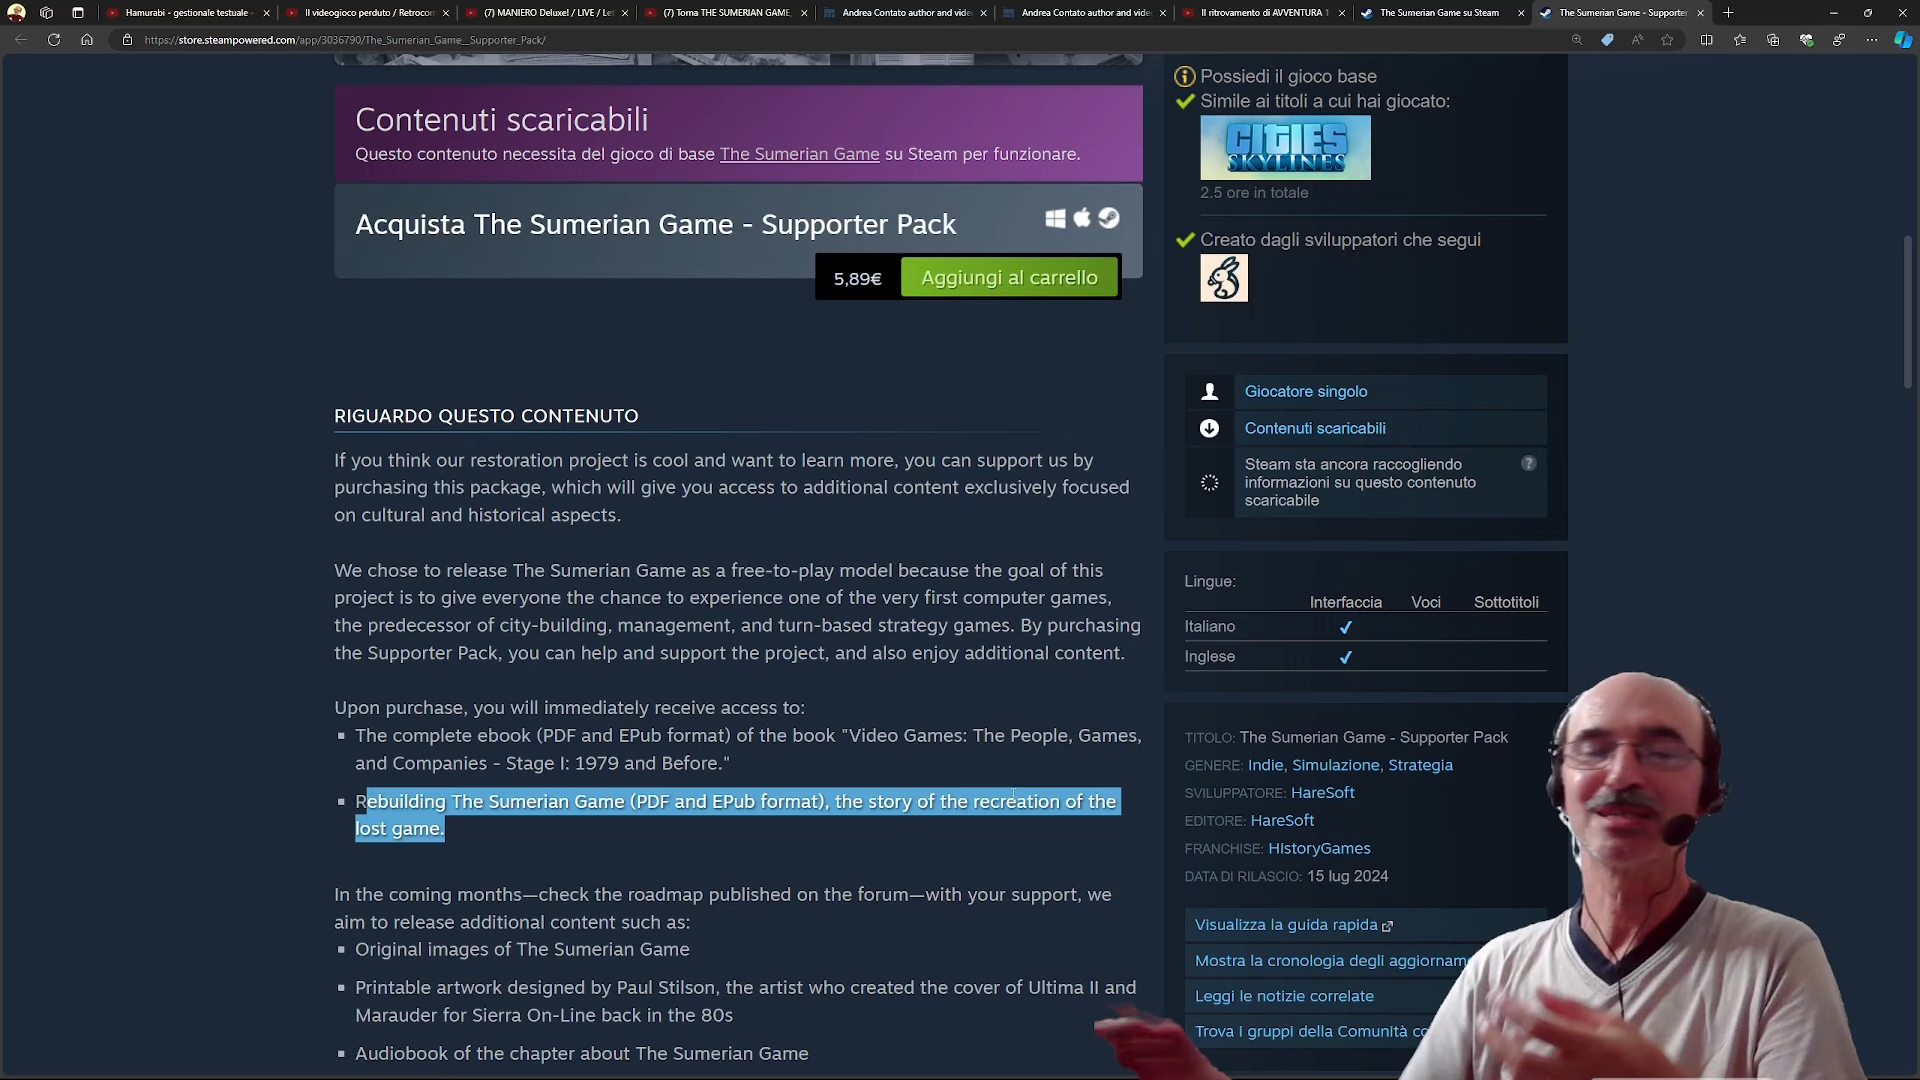 Hamurabi - gestionale testuale -
Il videogioco perduto / Retrocom
(7) MANIERO Deluxe! / LIVE / Let
(7) Torna THE SUMERIAN GAME,
Andrea Contato author and vide
Andrea Contato author and vide
Il ritrovamento di AVVENTURA 1
The Sumerian Game su Steam
The Sumerian Game - Supporter
https://store.steampowered.com/app/3036790/The_Sumerian_Game__Supporter_Pack/
Contenuti scaricabili
Questo contenuto necessita del gioco di base The Sumerian Game su Steam per funzionare.
Acquista The Sumerian Game - Supporter Pack
5,89€
Aggiungi al carrello
RIGUARDO QUESTO CONTENUTO
If you think our restoration project is cool and want to learn more, you can support us by
purchasing this package, which will give you access to additional content exclusively focused
on cultural and historical aspects.
We chose to release The Sumerian Game as a free-to-play model because the goal of this
project is to give everyone the chance to experience one of the very first computer games,
the predecessor of city-building, management, and turn-based strategy games. By purchasing
the Supporter Pack, you can help and support the project, and also enjoy additional content.
Upon purchase, you will immediately receive access to:
The complete ebook (PDF and EPub format) of the book "Video Games: The People, Games,
and Companies - Stage I: 1979 and Before."
Rebuilding The Sumerian Game (PDF and EPub format), the story of the recreation of the
lost game.
In the coming months—check the roadmap published on the forum—with your support, we
aim to release additional content such as:
Original images of The Sumerian Game
Printable artwork designed by Paul Stilson, the artist who created the cover of Ultima II and
Marauder for Sierra On-Line back in the 80s
Audiobook of the chapter about The Sumerian Game
Possiedi il gioco base
Simile ai titoli a cui hai giocato:
CITIES
SKYLINES
2.5 ore in totale
Creato dagli sviluppatori che segui
Giocatore singolo
Contenuti scaricabili
Steam sta ancora raccogliendo
informazioni su questo contenuto
scaricabile
?
Lingue:
Interfaccia Voci Sottotitoli
Italiano ✔
Inglese ✔
TITOLO: The Sumerian Game - Supporter Pack
GENERE: Indie, Simulazione, Strategia
SVILUPPATORE: HareSoft
EDITORE: HareSoft
FRANCHISE: HIstoryGames
DATA DI RILASCIO: 15 lug 2024
Visualizza la guida rapida
Mostra la cronologia degli aggiornam
Leggi le notizie correlate
Trova i gruppi della Comunità co